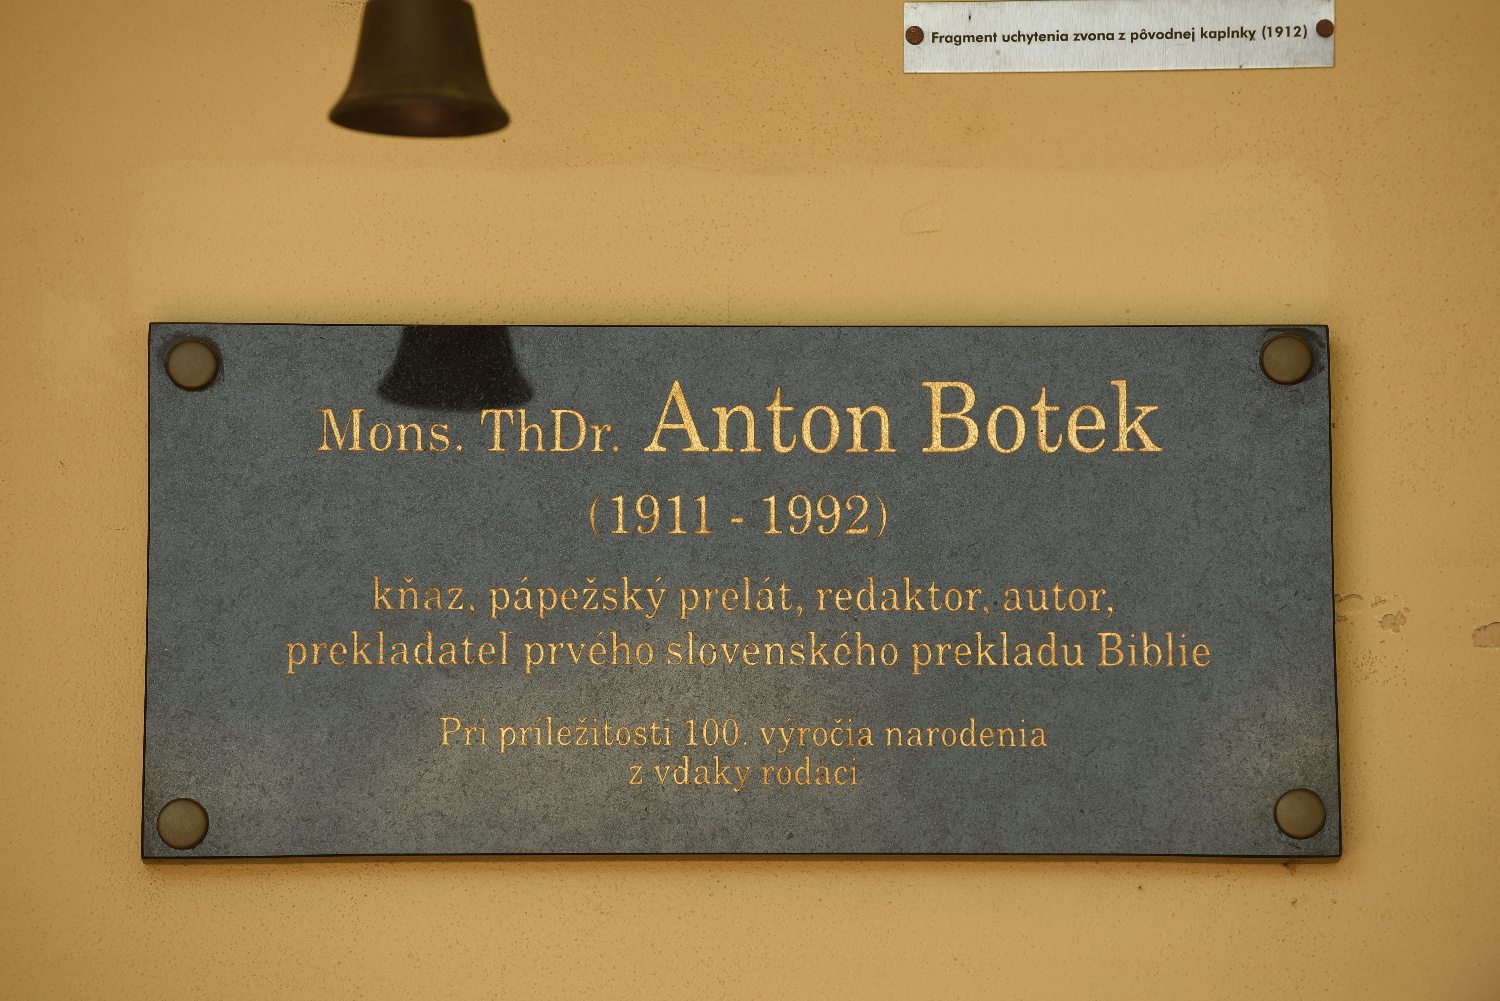 Fragment uchytenia zvona z pôvodnej kaplnky (1912)
Mons. ThDr. Anton Botek
(1911 - 1992)
kňaz, pápežský prelát, redaktor, autor,
prekladateľ prvého slovenského prekladu Biblie
Pri príležitosti 100. výročia narodenia
z vďaky rodaci